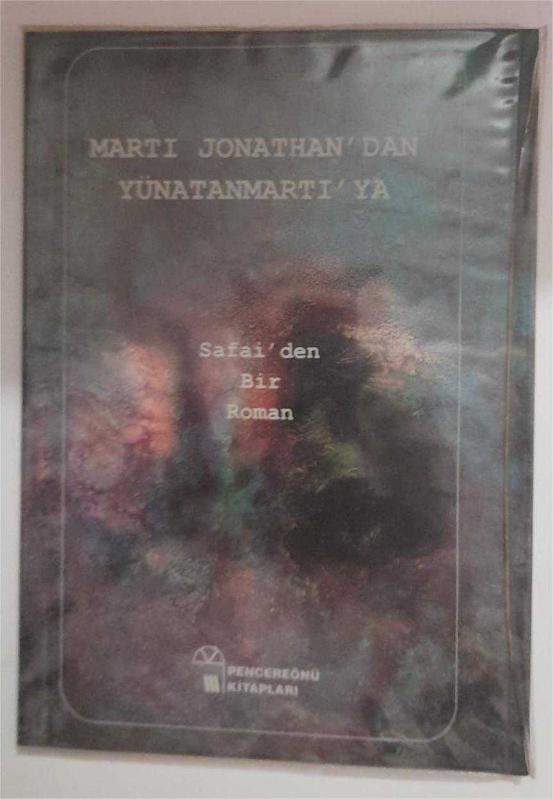 MARTI JONATHAN'DAN
YÜNATANMARTI'YA
Safai'den
Bir
Roman
PENCEREÖNÜ
KİTAPLARI